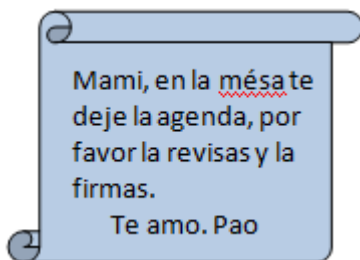 Mami, en la mésa te
deje la agenda, por
favor la revisas y la
firmas.
Te amo. Pao